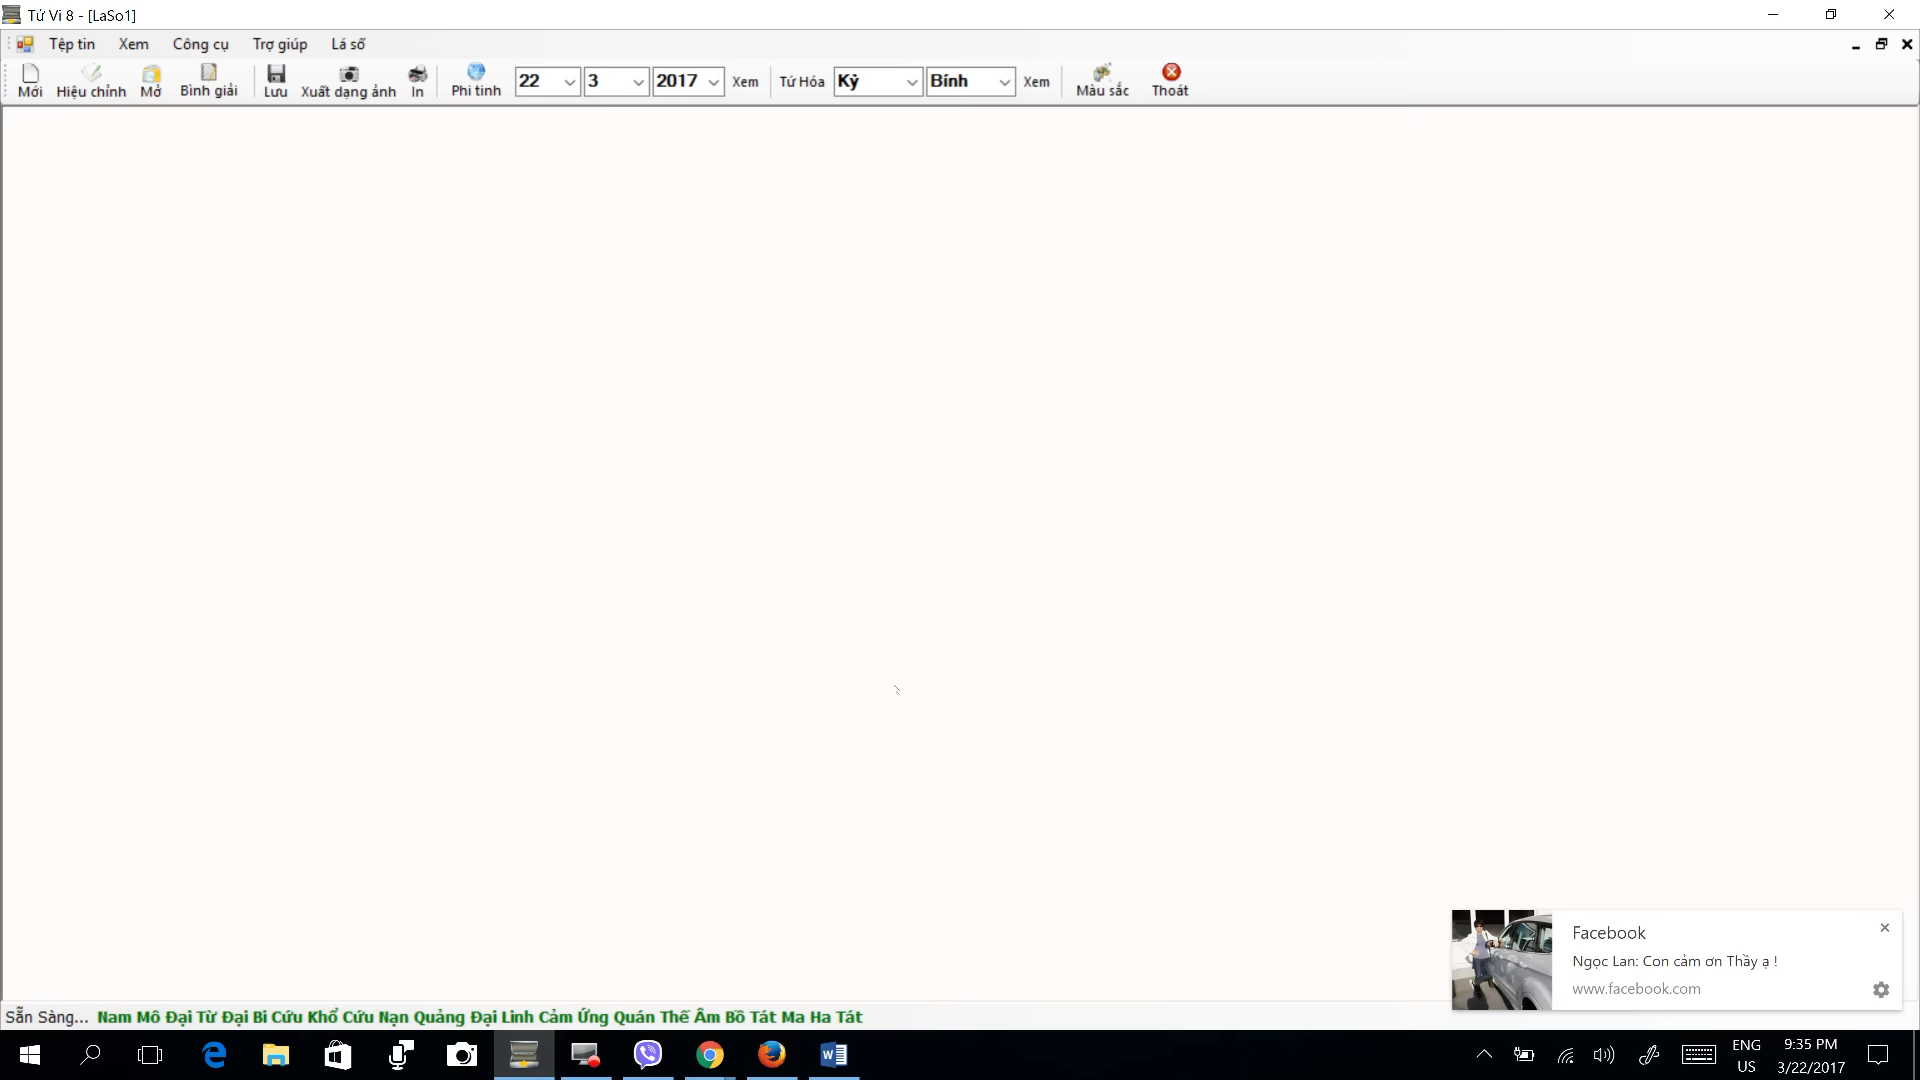 Tử Vi 8 - [LaSo1]
Tệp tin Xem Công cụ Trợ giúp Lá số
Mới Hiệu chỉnh Mở Bình giải Lưu Xuất dạng ảnh In Phi tinh 22 3 2017 Xem Tứ Hóa Kỷ Bính Xem Màu sắc Thoát
Facebook
Ngọc Lan: Con cảm ơn Thầy ạ !
www.facebook.com
Sẵn Sàng... Nam Mô Đại Từ Đại Bi Cứu Khổ Cứu Nạn Quảng Đại Linh Cảm Ứng Quán Thế Âm Bồ Tát Ma Ha Tát
ENG 9:35 PM
US 3/22/2017